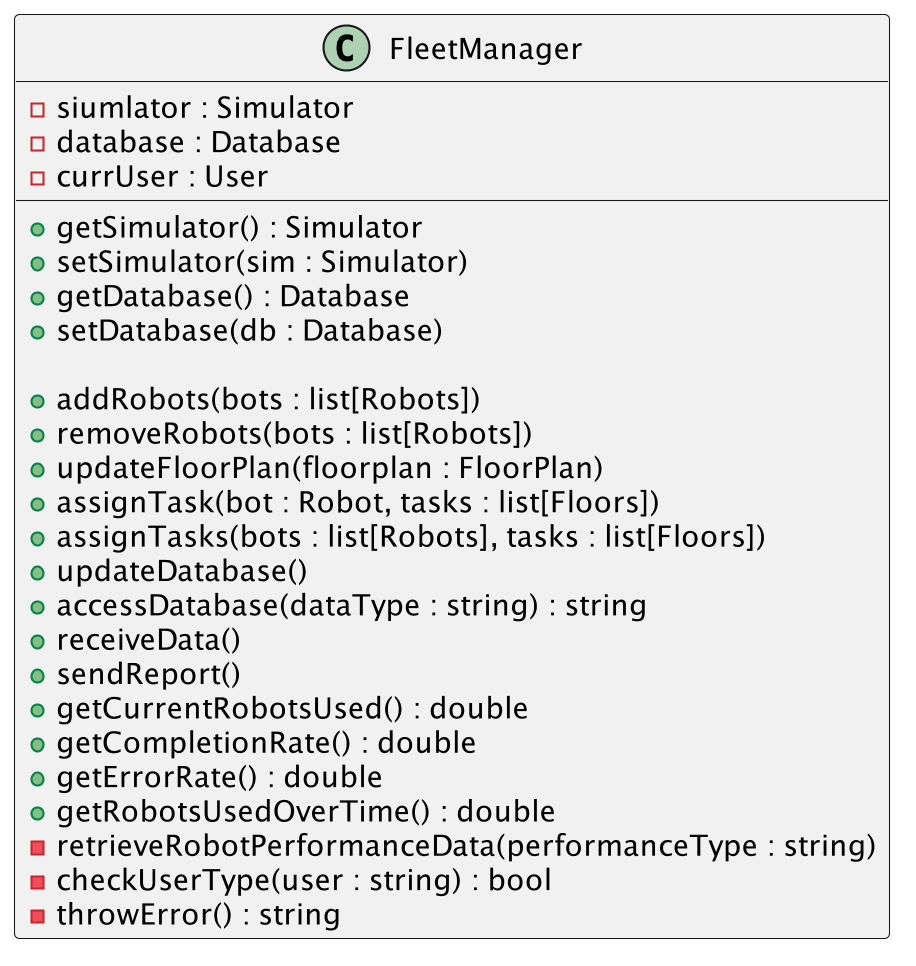 C FleetManager
siumlator : Simulator
database : Database
currUser : User
getSimulator() : Simulator
setSimulator(sim : Simulator)
getDatabase() : Database
setDatabase(db : Database)
addRobots(bots : list[Robots])
removeRobots(bots : list[Robots])
updateFloorPlan(floorplan : FloorPlan)
assignTask(bot : Robot, tasks : list[Floors])
assignTasks(bots : list[Robots], tasks : list[Floors])
updateDatabase()
accessDatabase(dataType : string) : string
receiveData()
sendReport()
getCurrentRobotsUsed() : double
getCompletionRate() : double
getErrorRate() : double
getRobotsUsedOverTime() : double
retrieveRobotPerformanceData(performanceType : string)
checkUserType(user : string) : bool
throwError() : string